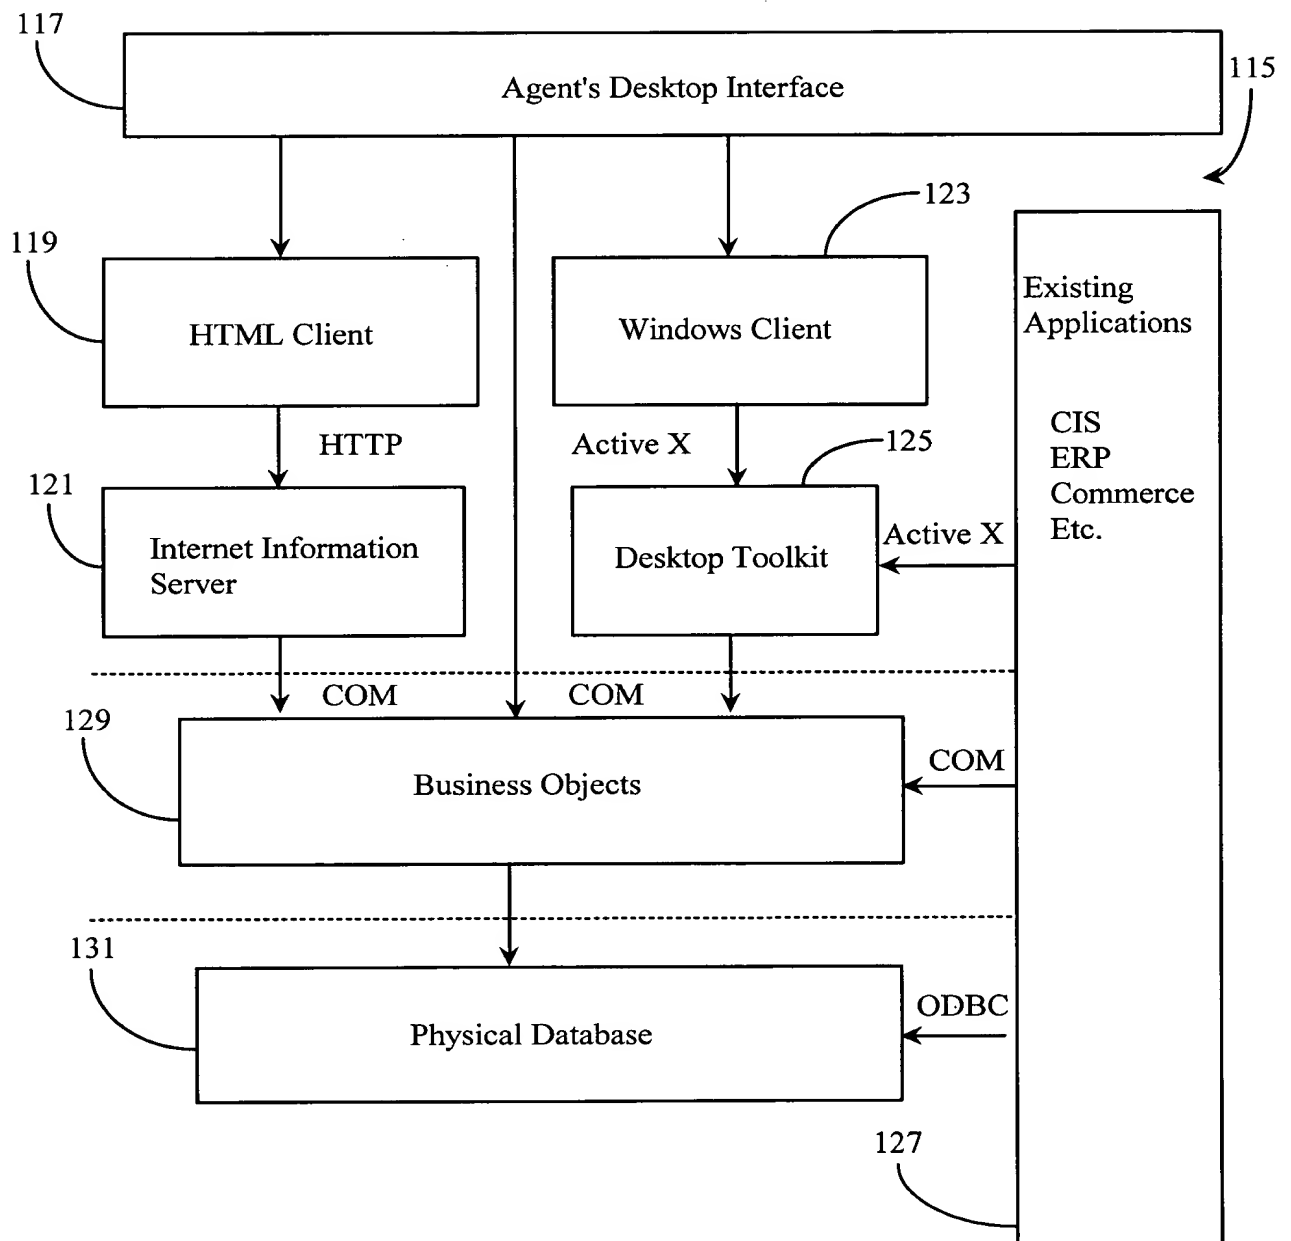 117
Agent's Desktop Interface
115
123
119
HTML Client
Windows Client
Existing
Applications
CIS
ERP
Commerce
Etc.
HTTP
Active X
125
121
Internet Information
Server
Desktop Toolkit
Active X
COM
COM
129
Business Objects
COM
131
Physical Database
ODBC
127